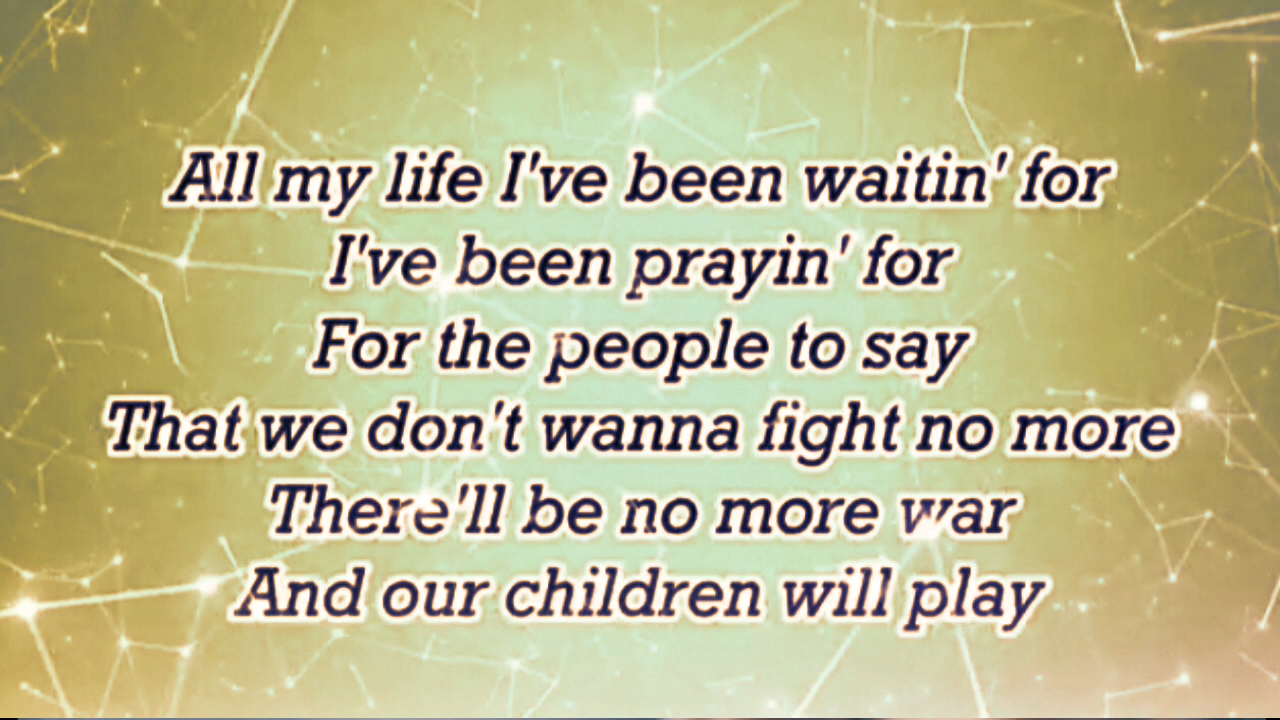 All my life I've been waitin' for
I've been prayin' for
For the people to say
That we don't wanna fight no more
There'll be no more war
And our children will play